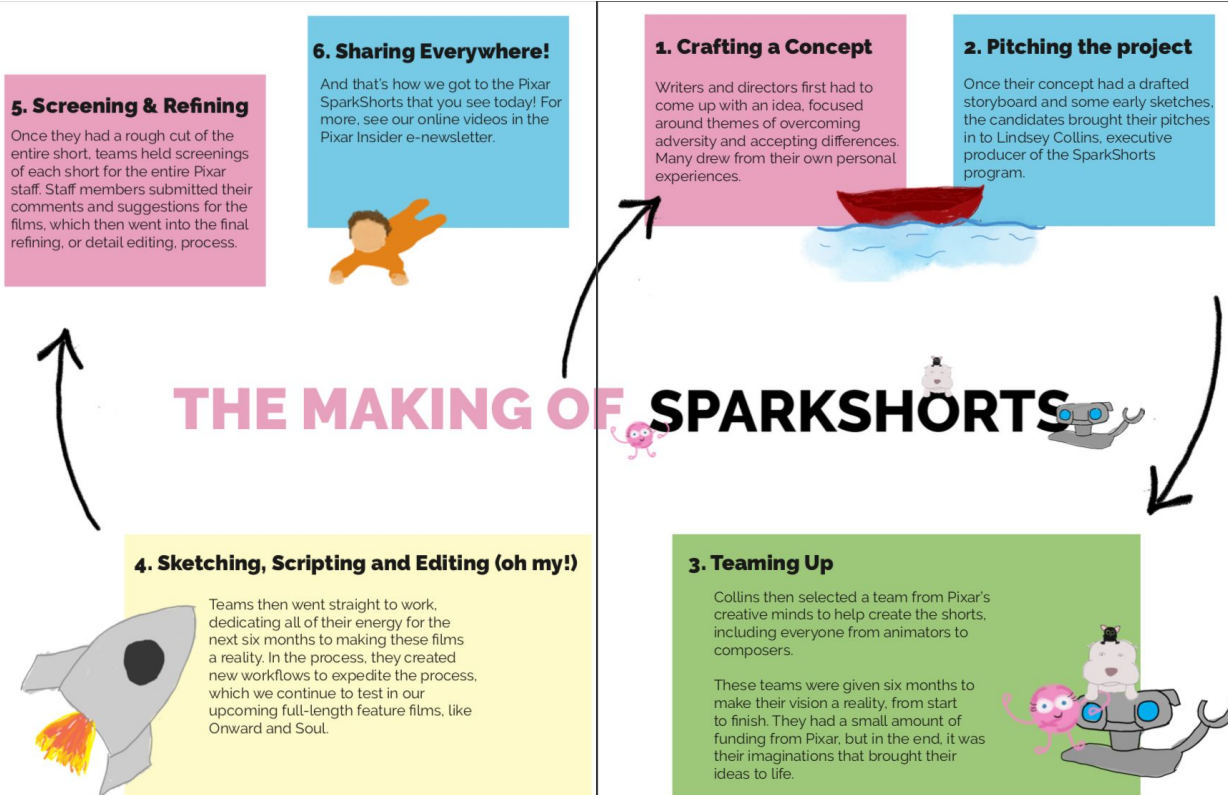 THE MAKING OF SPARKSHORTS
1. Crafting a Concept
Writers and directors first had to
come up with an idea, focused
around themes of overcoming
adversity and accepting differences.
Many drew from their own personal
experiences.
2. Pitching the project
Once their concept had a drafted
storyboard and some early sketches,
the candidates brought their pitches
in to Lindsey Collins, executive
producer of the SparkShorts
program.
3. Teaming Up
Collins then selected a team from Pixar's
creative minds to help create the shorts,
including everyone from animators to
composers.
These teams were given six months to
make their vision a reality, from start
to finish. They had a small amount of
funding from Pixar, but in the end, it was
their imaginations that brought their
ideas to life.
4. Sketching, Scripting and Editing (oh my!)
Teams then went straight to work,
dedicating all of their energy for the
next six months to making these films
a reality. In the process, they created
new workflows to expedite the process,
which we continue to test in our
upcoming full-length feature films, like
Onward and Soul.
5. Screening & Refining
Once they had a rough cut of the
entire short, teams held screenings
of each short for the entire Pixar
staff. Staff members submitted their
comments and suggestions for the
films, which then went into the final
refining, or detail editing, process.
6. Sharing Everywhere!
And that's how we got to the Pixar
SparkShorts that you see today! For
more, see our online videos in the
Pixar Insider e-newsletter.